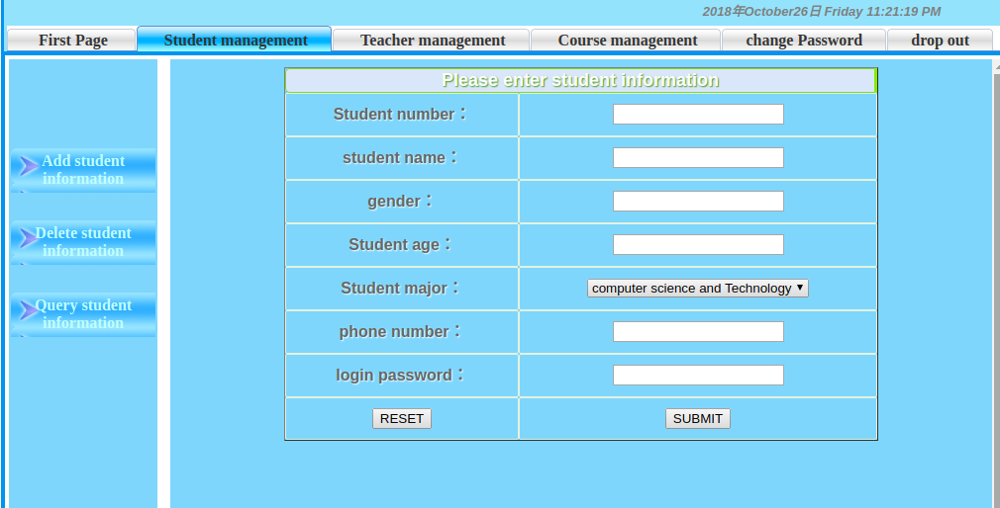 2018年October26日 Friday 11:21:19 PM
First Page Student management Teacher management Course management change Password drop out
Please enter student information
Add student
information
Delete student
information
Query student
information
Student number：
student name：
gender：
Student age：
Student major： computer science and Technology
phone number：
login password：
RESET SUBMIT